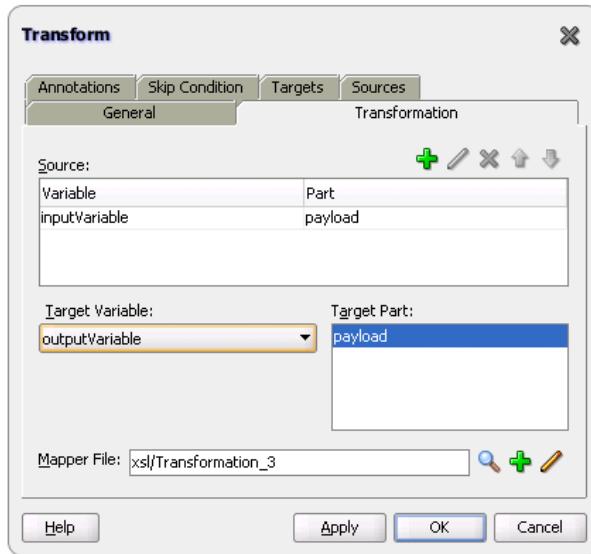 Transform
Annotations Skip Condition Targets Sources
General Transformation
Source:
Variable Part
inputVariable payload
Target Variable: Target Part:
outputVariable payload
Mapper File: xsl/Transformation_3
Help Apply OK Cancel